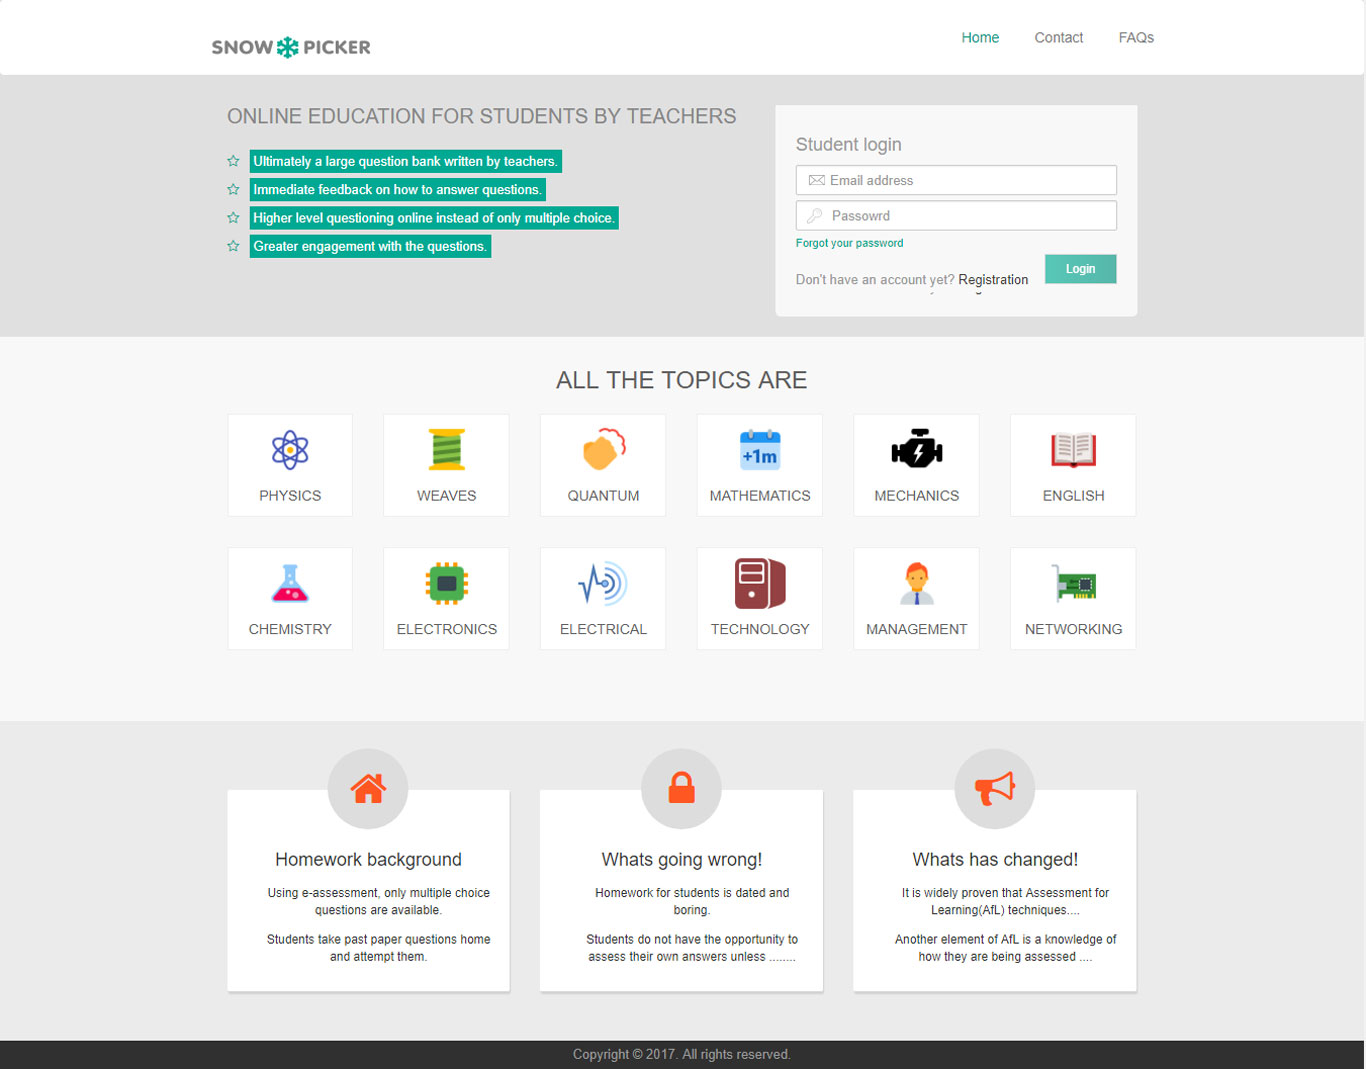 SNOW PICKER
Home Contact FAQs
ONLINE EDUCATION FOR STUDENTS BY TEACHERS
Ultimately a large question bank written by teachers.
Immediate feedback on how to answer questions.
Higher level questioning online instead of only multiple choice.
Greater engagement with the questions.
Student login
Email address
Passowrd
Forgot your password
Login
Don't have an account yet? Registration
ALL THE TOPICS ARE
+1m
PHYSICS WEAVES QUANTUM MATHEMATICS MECHANICS ENGLISH
CHEMISTRY ELECTRONICS ELECTRICAL TECHNOLOGY MANAGEMENT NETWORKING
Homework background
Using e-assessment, only multiple choice
questions are available.
Students take past paper questions home
and attempt them.
Whats going wrong!
Homework for students is dated and
boring.
Students do not have the opportunity to
assess their own answers unless ........
Whats has changed!
It is widely proven that Assessment for
Learning(AfL) techniques....
Another element of AfL is a knowledge of
how they are being assessed ....
Copyright © 2017. All rights reserved.